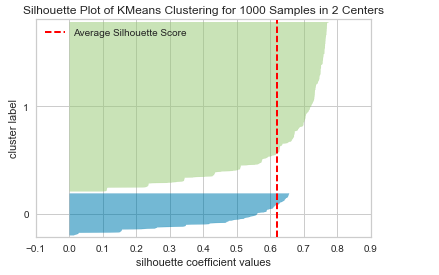 Silhouette Plot of KMeans Clustering for 1000 Samples in 2 Centers
Average Silhouette Score
cluster label
1
0
−0.1 0.0 0.1 0.2 0.3 0.4 0.5 0.6 0.7 0.8 0.9
silhouette coefficient values